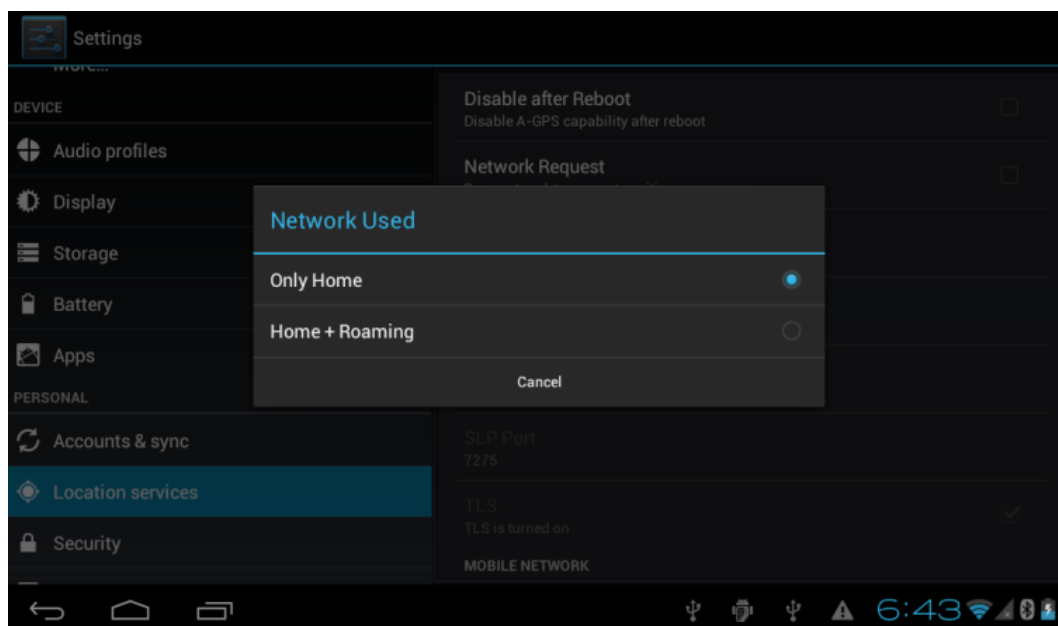 Settings
More...
DEVICE
Audio profiles
Display
Storage
Battery
Apps
PERSONAL
Accounts & sync
Location services
Security
Disable after Reboot
Disable A-GPS capability after reboot
Network Request
Network Used
Only Home
Home + Roaming
Cancel
SLP Port
7275
TLS
TLS is turned on
MOBILE NETWORK
6:43